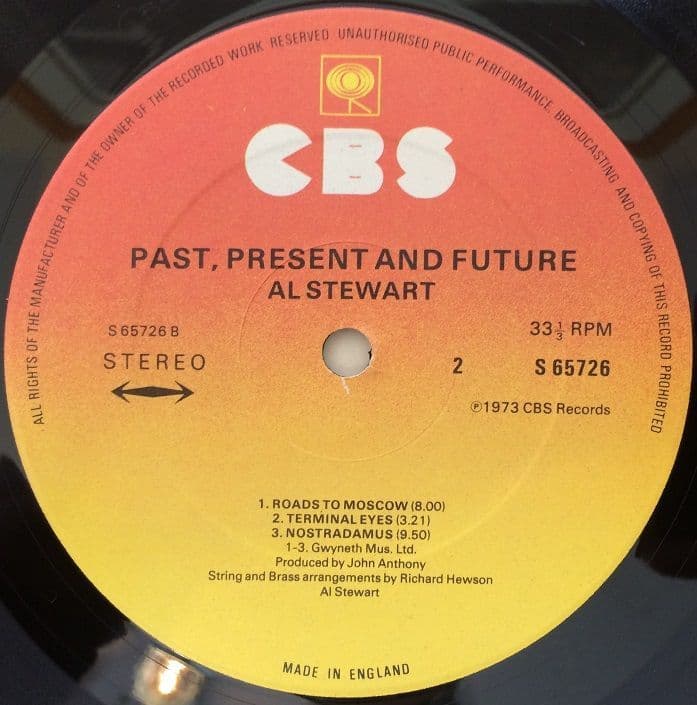 ALL RIGHTS OF THE MANUFACTURER AND OF THE OWNER OF THE RECORDED WORK RESERVED UNAUTHORISED PUBLIC PERFORMANCE, BROADCASTING AND COPYING OF THIS RECORD PROHIBITED
CBS
PAST, PRESENT AND FUTURE
AL STEWART
S 65726 B
33⅓ RPM
STEREO
2 S 65726
℗1973 CBS Records
1. ROADS TO MOSCOW (8.00)
2. TERMINAL EYES (3.21)
3. NOSTRADAMUS (9.50)
1-3. Gwyneth Mus. Ltd.
Produced by John Anthony
String and Brass arrangements by Richard Hewson
Al Stewart
MADE IN ENGLAND